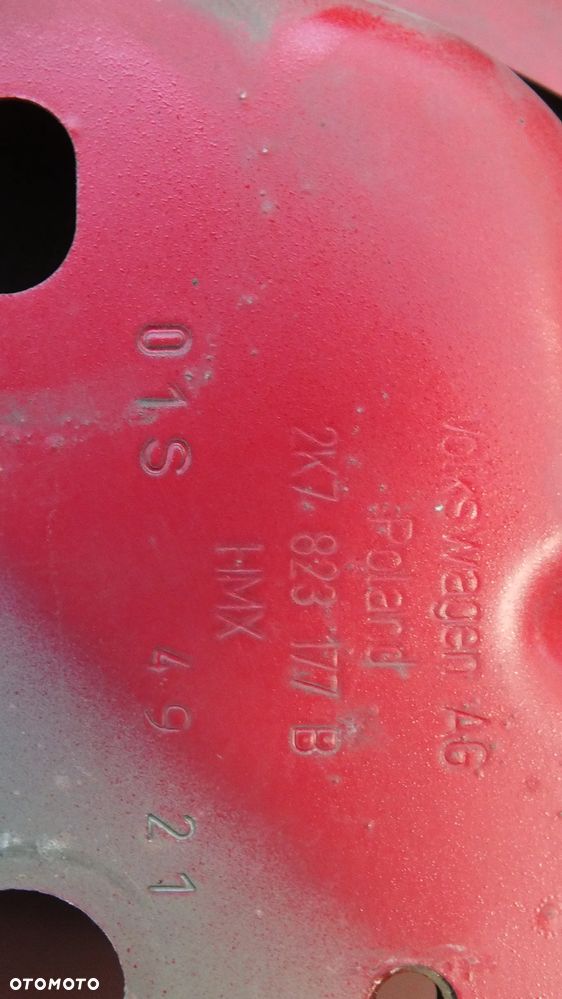 Volkswagen AG
Poland
2K7 823 177 B
HMX
01S 49 21
OTOMOTO